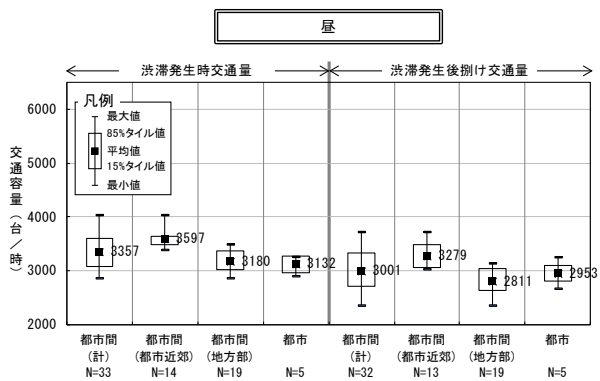 昼
渋滞発生時交通量 渋滞発生後捌け交通量
6000
5000
4000
3000
2000
交通容量(台/時)
凡例
最大値
85%タイル値
平均値
15%タイル値
最小値
3357 3597 3180 3132 3001 3279 2811 2953
都市間 都市間 都市間 都市 都市間 都市間 都市間 都市
(計) (都市近郊) (地方部) (計) (都市近郊) (地方部)
N=33 N=14 N=19 N=5 N=32 N=13 N=19 N=5